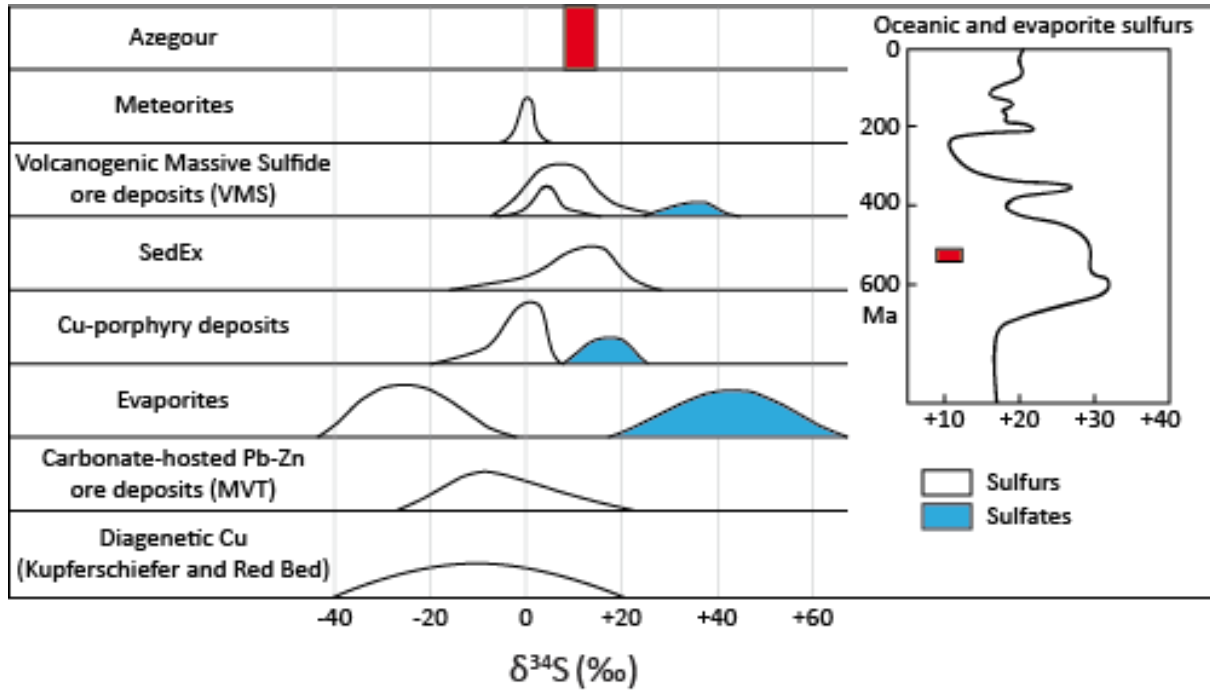 Azegour
Meteorites
Volcanogenic Massive Sulfide
ore deposits (VMS)
SedEx
Cu-porphyry deposits
Evaporites
Carbonate-hosted Pb-Zn
ore deposits (MVT)
Diagenetic Cu
(Kupferschiefer and Red Bed)
-40 -20 0 +20 +40 +60
δ³⁴S (‰)
Oceanic and evaporite sulfurs
0
200
400
600
Ma
+10 +20 +30 +40
Sulfurs
Sulfates